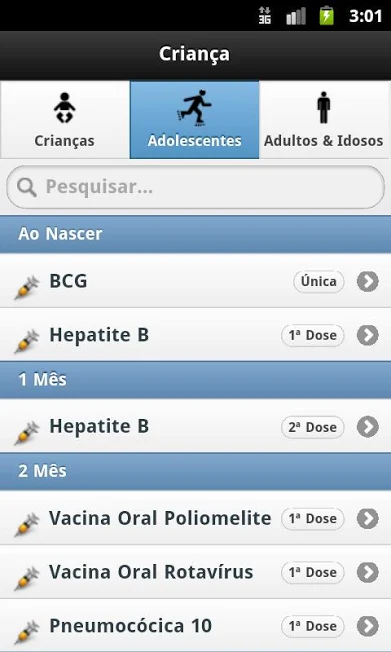 3G 3:01
Criança
Crianças Adolescentes Adultos & Idosos
Pesquisar...
Ao Nascer
BCG Única
Hepatite B 1ª Dose
1 Mês
Hepatite B 2ª Dose
2 Mês
Vacina Oral Poliomelite 1ª Dose
Vacina Oral Rotavírus 1ª Dose
Pneumocócica 10 1ª Dose